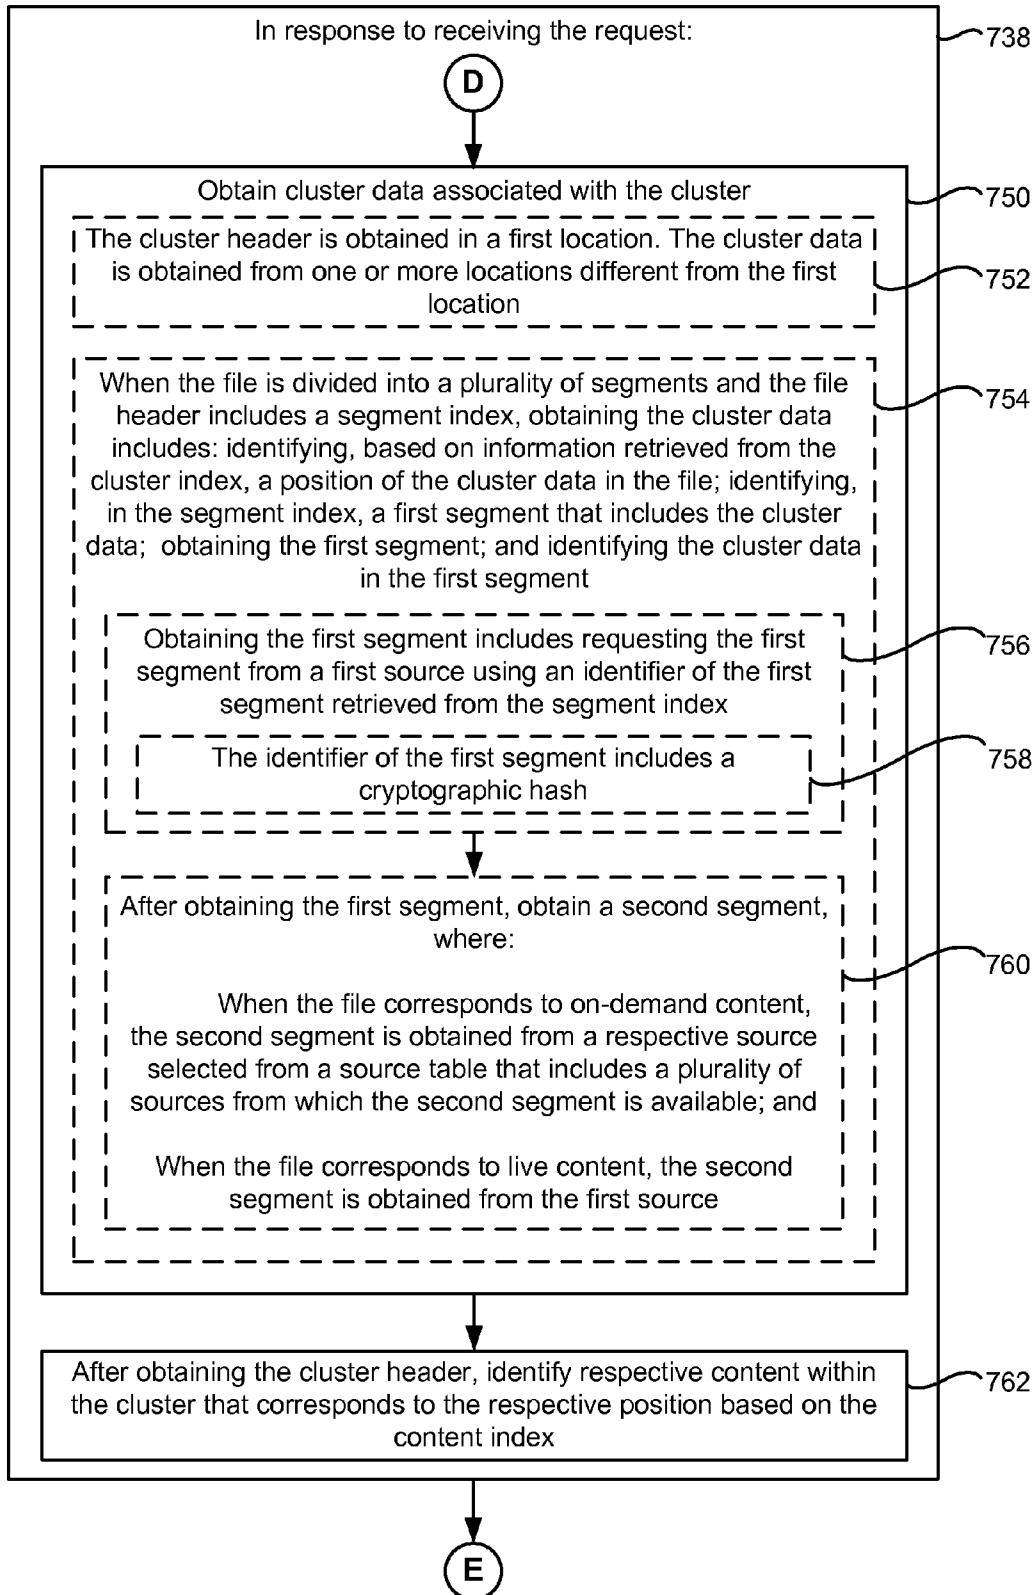 In response to receiving the request:
738
D
Obtain cluster data associated with the cluster
750
The cluster header is obtained in a first location. The cluster data
is obtained from one or more locations different from the first
location
752
When the file is divided into a plurality of segments and the file
header includes a segment index, obtaining the cluster data
includes: identifying, based on information retrieved from the
cluster index, a position of the cluster data in the file; identifying,
in the segment index, a first segment that includes the cluster
data; obtaining the first segment; and identifying the cluster data
in the first segment
754
Obtaining the first segment includes requesting the first
segment from a first source using an identifier of the first
segment retrieved from the segment index
756
The identifier of the first segment includes a
cryptographic hash
758
After obtaining the first segment, obtain a second segment,
where:
760
When the file corresponds to on-demand content,
the second segment is obtained from a respective source
selected from a source table that includes a plurality of
sources from which the second segment is available; and
When the file corresponds to live content, the second
segment is obtained from the first source
After obtaining the cluster header, identify respective content within
the cluster that corresponds to the respective position based on the
content index
762
E